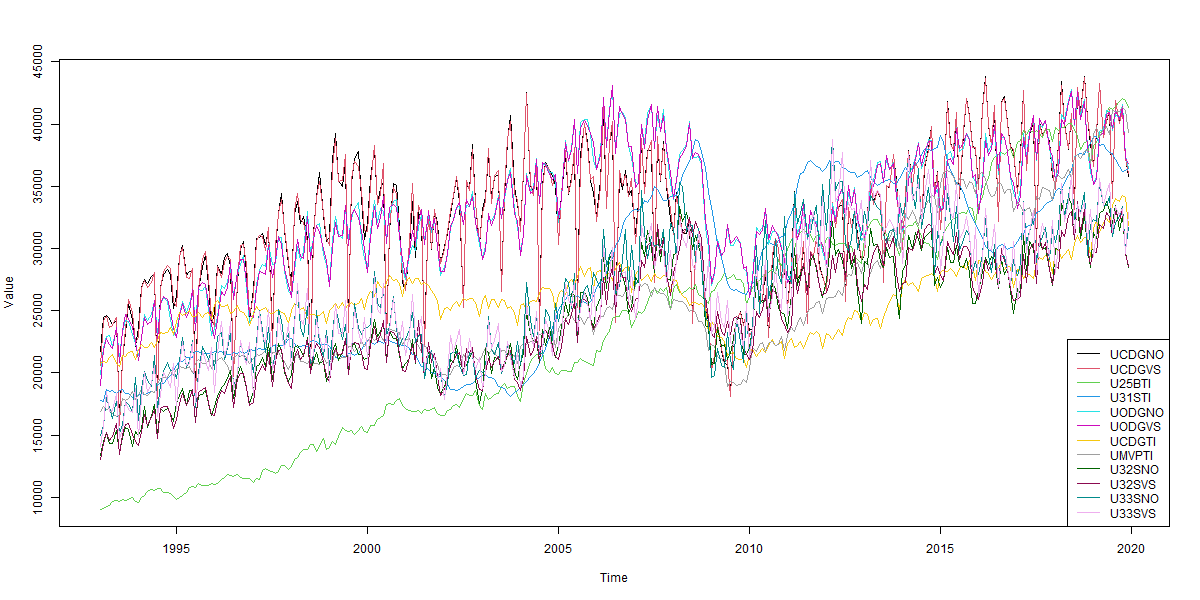 45000
40000
35000
30000
25000
20000
15000
10000
Value
1995
2000
2005
2010
2015
2020
Time
UCDGNO
UCDGVS
U25BTI
U31STI
UODGNO
UODGVS
UCDGTI
UMVPTI
U32SNO
U32SVS
U33SNO
U33SVS